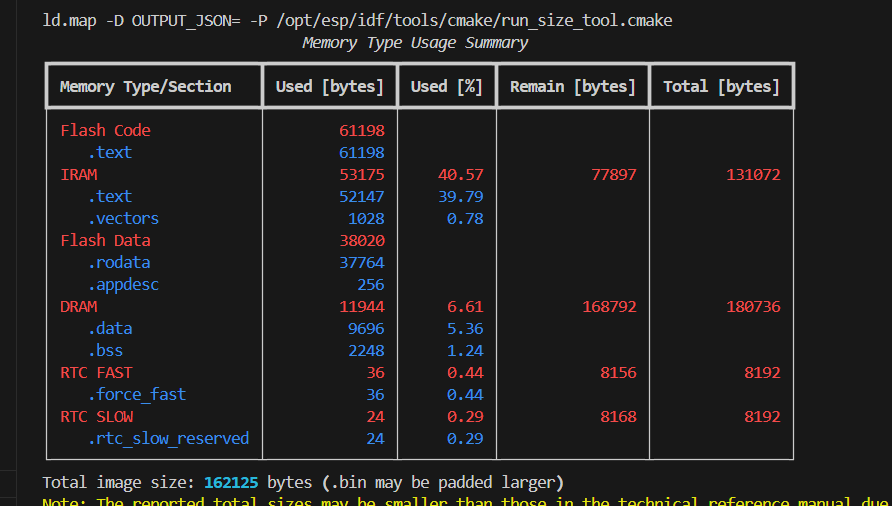 ld.map -D OUTPUT_JSON= -P /opt/esp/idf/tools/cmake/run_size_tool.cmake
Memory Type Usage Summary
Memory Type/Section Used [bytes] Used [%] Remain [bytes] Total [bytes]
Flash Code 61198
.text 61198
IRAM 53175 40.57 77897 131072
.text 52147 39.79
.vectors 1028 0.78
Flash Data 38020
.rodata 37764
.appdesc 256
DRAM 11944 6.61 168792 180736
.data 9696 5.36
.bss 2248 1.24
RTC FAST 36 0.44 8156 8192
.force_fast 36 0.44
RTC SLOW 24 0.29 8168 8192
.rtc_slow_reserved 24 0.29
Total image size: 162125 bytes (.bin may be padded larger)
Note: The reported total sizes may be smaller than those in the technical reference manual due